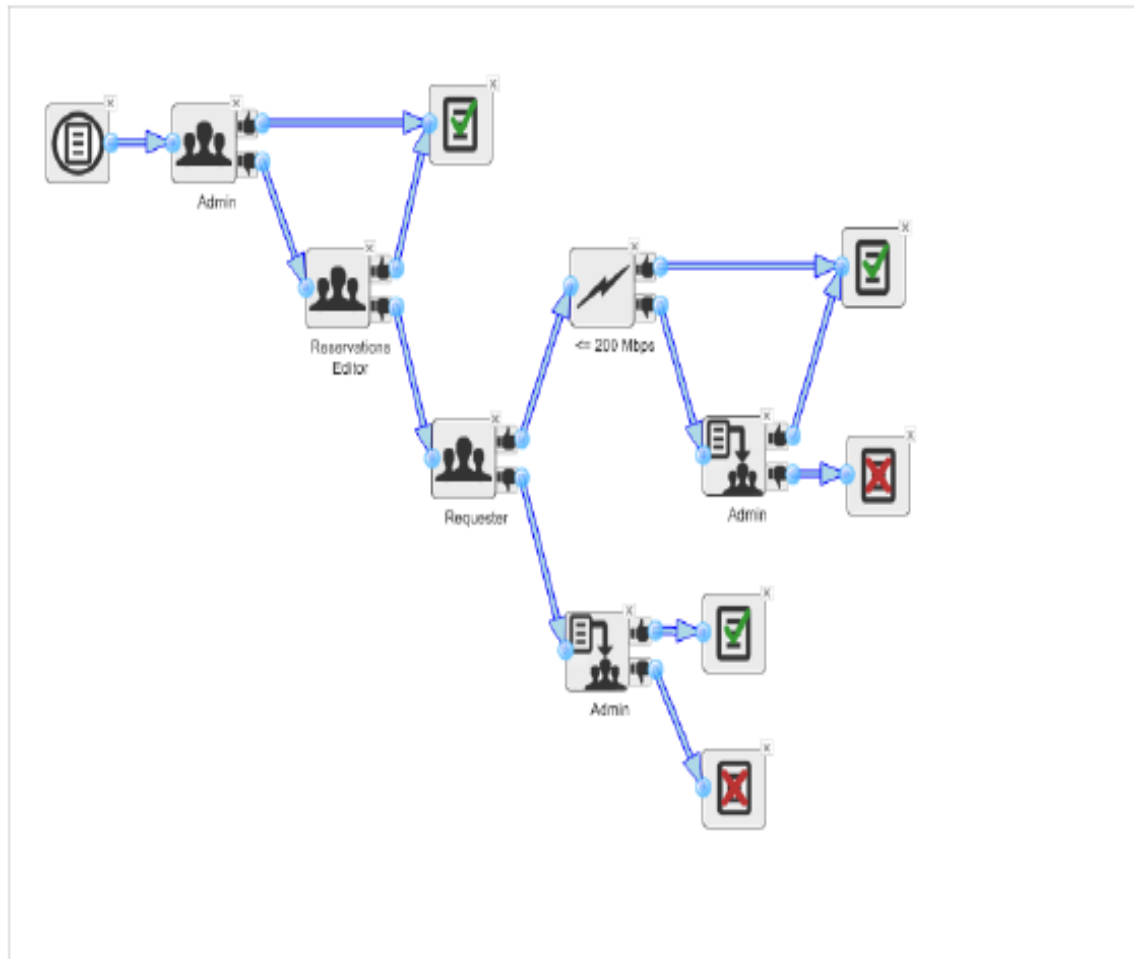 x
x
x
Admin
x
x
x
Reservations
Editor
<= 200 Mbps
x
x
x
Requester
Admin
x
x
Admin
x